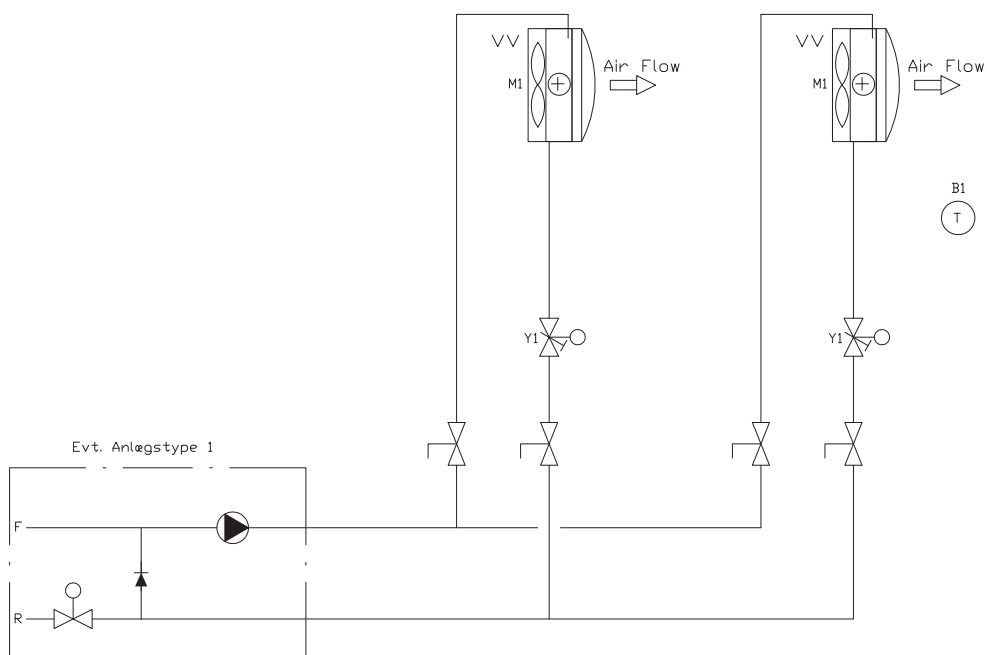 VV
VV
Air Flow
Air Flow
M1
M1
B1
T
Y1
Y1
Evt. Anlægstype 1
F
R